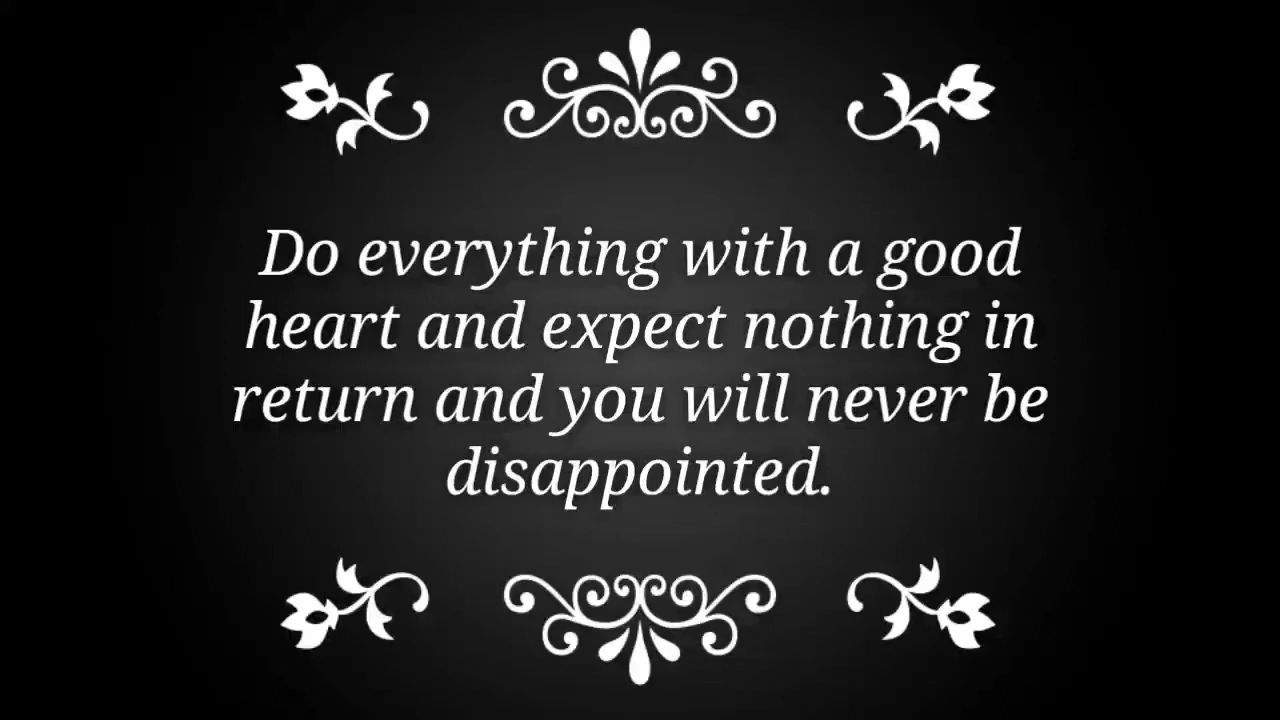 Do everything with a good
heart and expect nothing in
return and you will never be
disappointed.